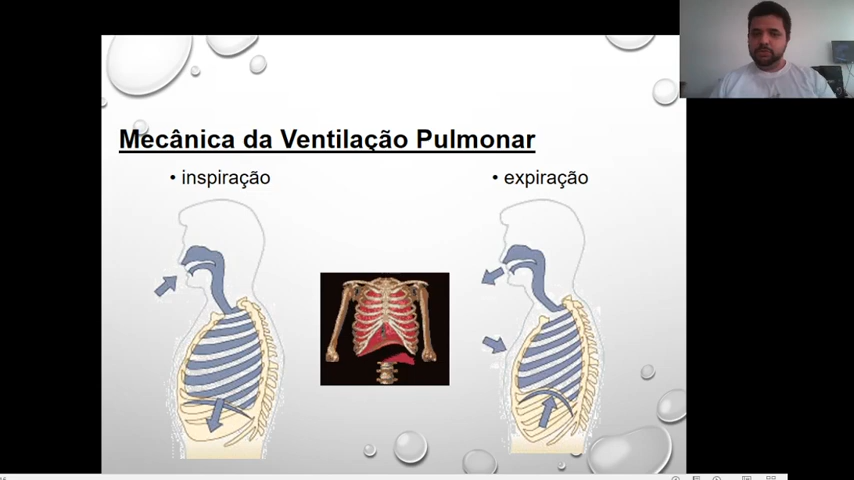 Mecânica da Ventilação Pulmonar
• inspiração
• expiração